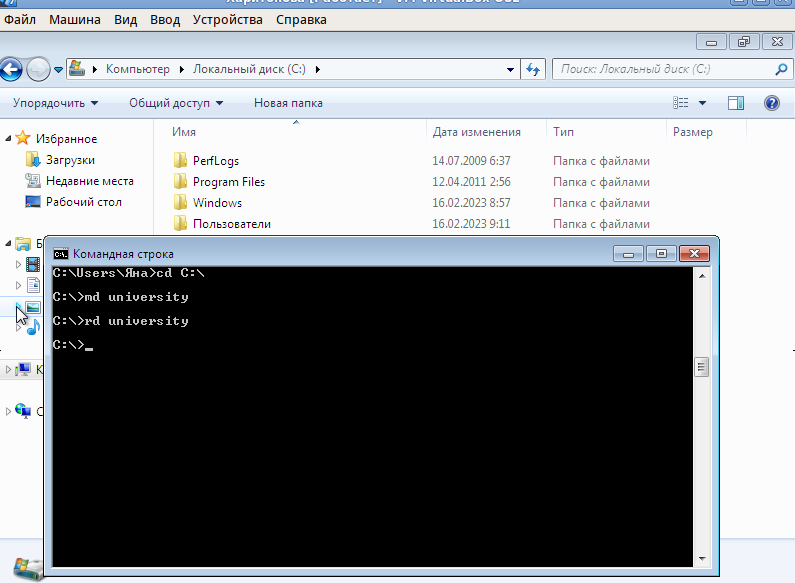 Файл Машина Вид Ввод Устройства Справка
Компьютер Локальный диск (C:)
Поиск: Локальный диск (C:)
Упорядочить Общий доступ Новая папка
Имя Дата изменения Тип Размер
Избранное
Загрузки
Недавние места
Рабочий стол
PerfLogs 14.07.2009 6:37 Папка с файлами
Program Files 12.04.2011 2:56 Папка с файлами
Windows 16.02.2023 8:57 Папка с файлами
Пользователи 16.02.2023 9:11 Папка с файлами
Командная строка
C:\Users\Яна>cd C:\
C:\>md university
C:\>rd university
C:\>_